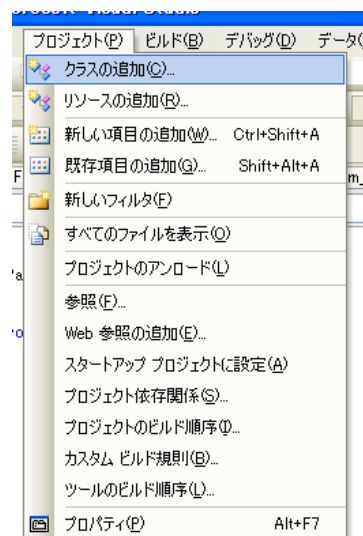 プロジェクト(P) ビルド(B) デバッグ(D) データ(
クラスの追加(C)...
リソースの追加(R)...
新しい項目の追加(W)... Ctrl+Shift+A
既存項目の追加(G)... Shift+Alt+A
新しいフィルタ(F)
すべてのファイルを表示(O)
プロジェクトのアンロード(L)
参照(F)...
Web 参照の追加(E)...
スタートアップ プロジェクトに設定(A)
プロジェクト依存関係(S)...
プロジェクトのビルド順序(I)...
カスタム ビルド規則(B)...
ツールのビルド順序(L)...
プロパティ(P) Alt+F7